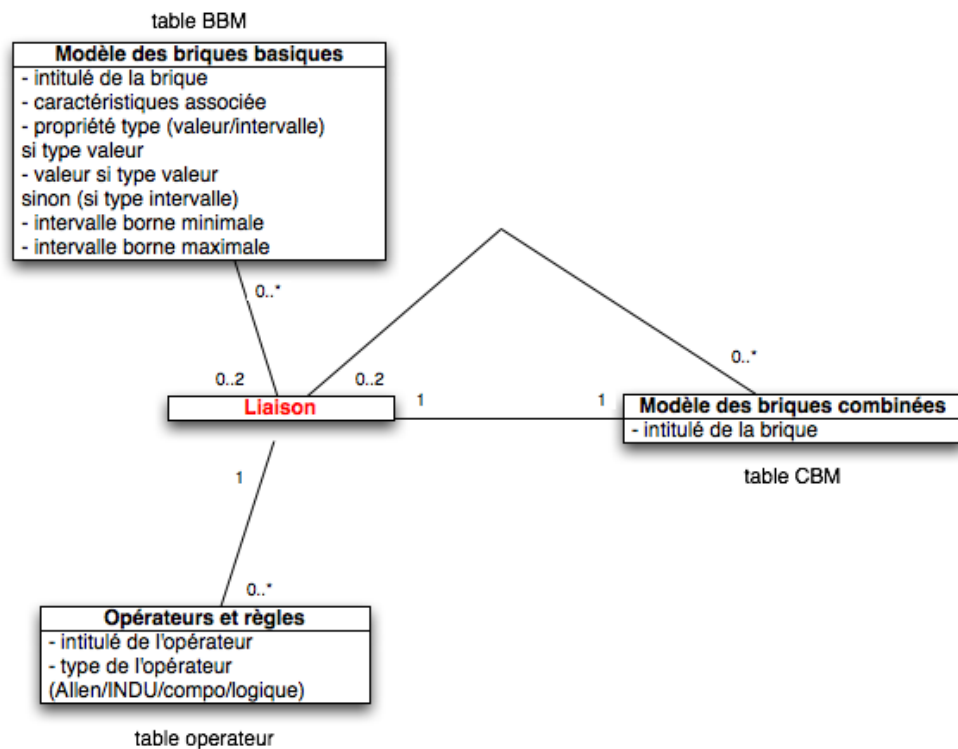 table BBM
Modèle des briques basiques
- intitulé de la brique
- caractéristiques associée
- propriété type (valeur/intervalle)
si type valeur
- valeur si type valeur
sinon (si type intervalle)
- intervalle borne minimale
- intervalle borne maximale
0..*
0..*
0..2
0..2
1
1
Liaison
Modèle des briques combinées
- intitulé de la brique
table CBM
1
0..*
Opérateurs et règles
- intitulé de l'opérateur
- type de l'opérateur
(Allen/INDU/compo/logique)
table operateur